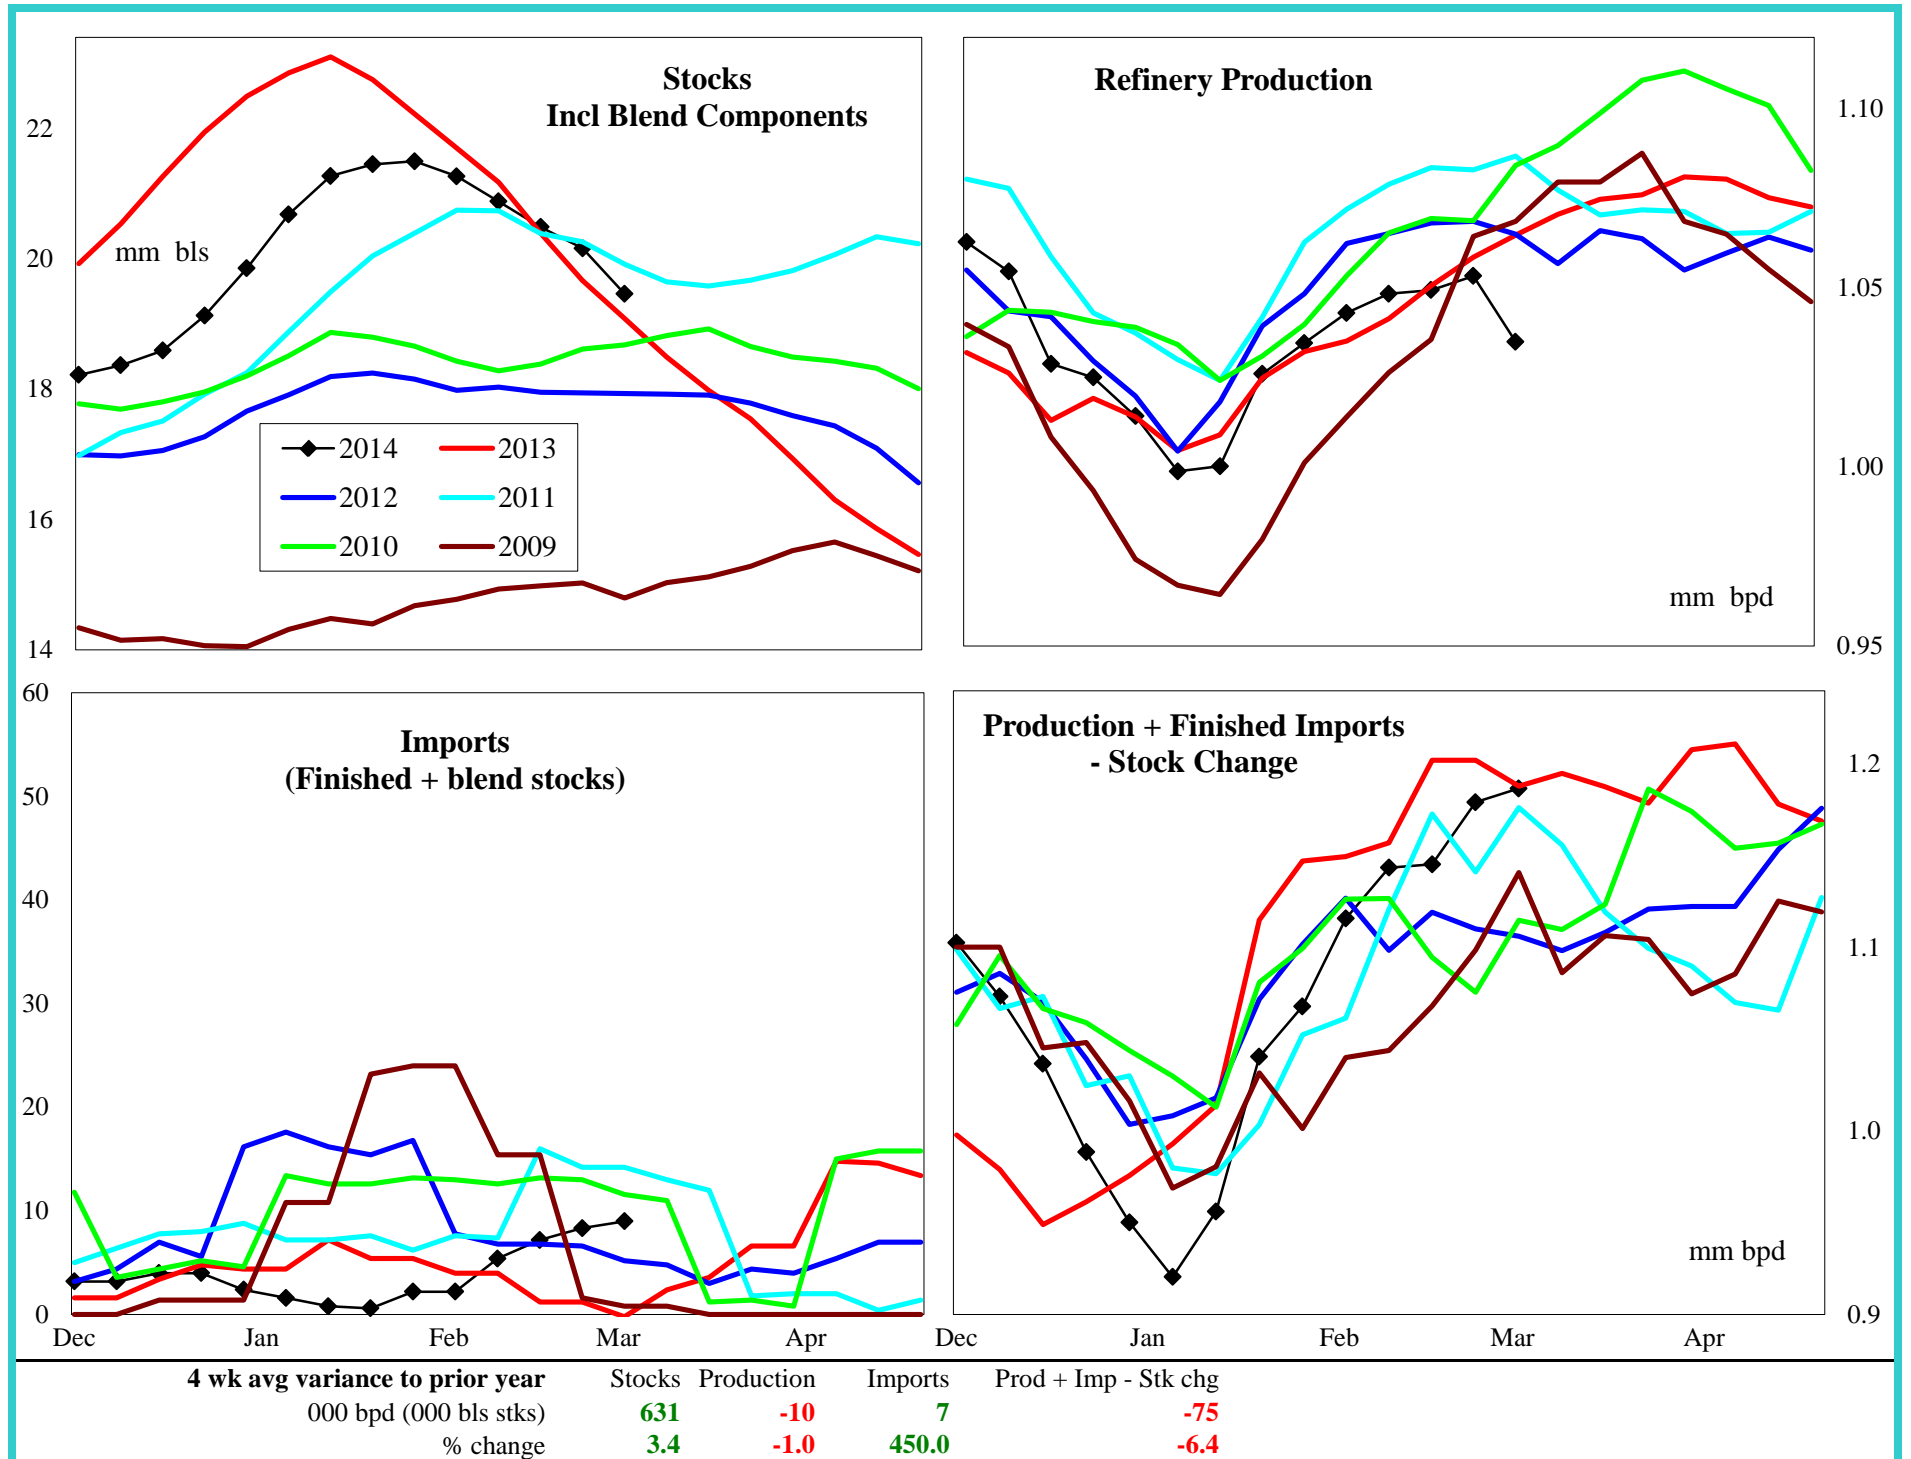 Stocks
Incl Blend Components
22
20
18
16
14
mm bls
2014 2013
2012 2011
2010 2009
Refinery Production
1.10
1.05
1.00
0.95
mm bpd
Imports
(Finished + blend stocks)
60
50
40
30
20
10
0
Dec Jan Feb Mar Apr
Production + Finished Imports
- Stock Change
1.2
1.1
1.0
0.9
mm bpd
Dec Jan Feb Mar Apr
4 wk avg variance to prior year Stocks Production Imports Prod + Imp - Stk chg
000 bpd (000 bls stks) 631 -10 7 -75
% change 3.4 -1.0 450.0 -6.4